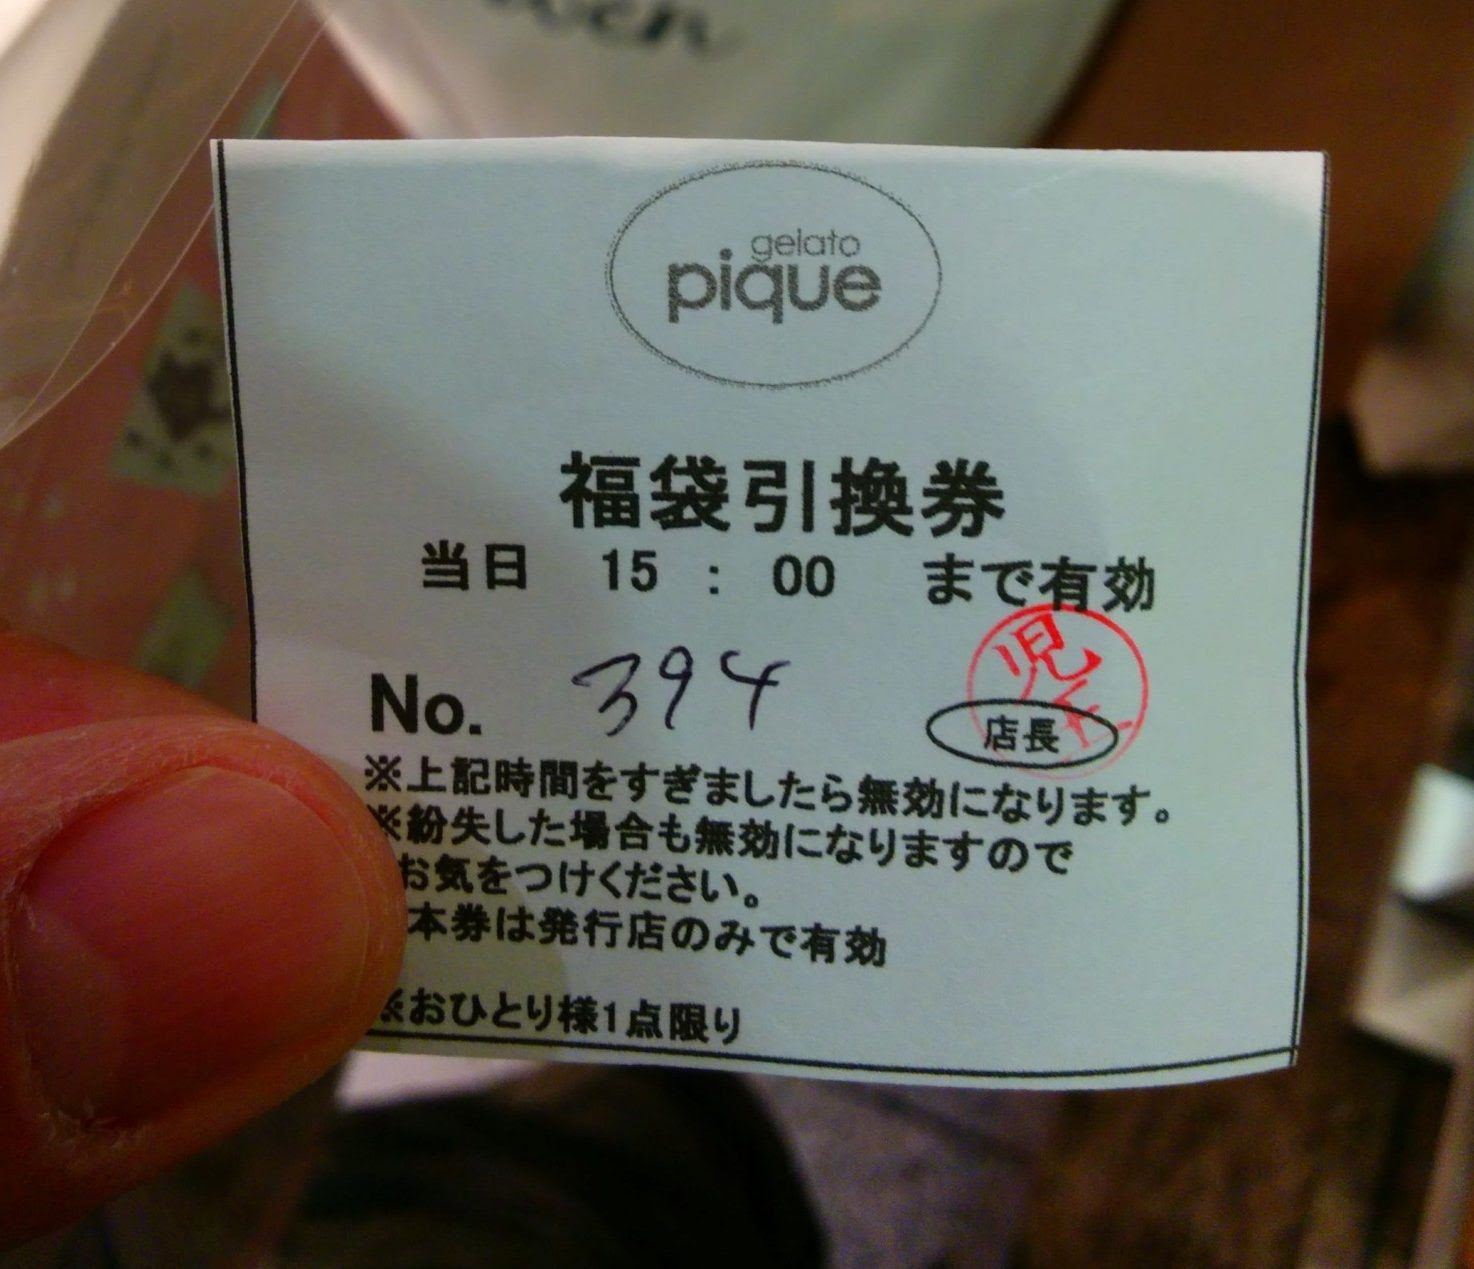 gelato
pique
福袋引換券
当日 15 : 00 まで有効
No. 394
店長
※上記時間をすぎましたら無効になります。
※紛失した場合も無効になりますので
お気をつけください。
本券は発行店のみで有効
※おひとり様1点限り